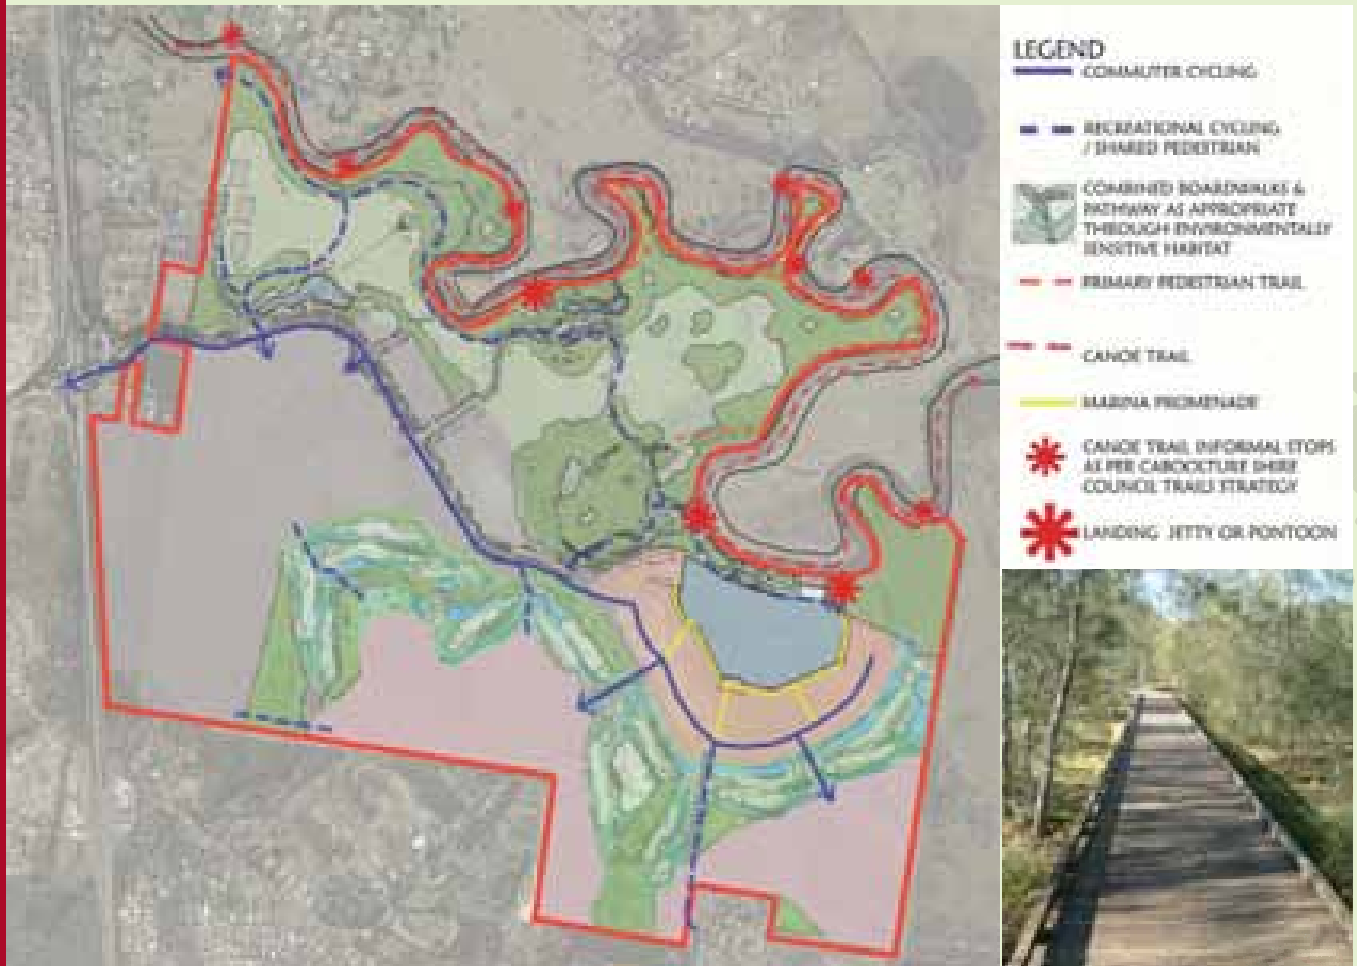 LEGEND
COMMUTER CYCLING
RECREATIONAL CYCLING
/ SHARED PEDESTRIAN
COMBINED BOARDWALKS &
PATHWAY AS APPROPRIATE
THROUGH ENVIRONMENTALLY
SENSITIVE HABITAT
PRIMARY PEDESTRIAN TRAIL
CANOE TRAIL
MARINA PROMENADE
CANOE TRAIL INFORMAL STOPS
AS PER CABOOLTURE SHIRE
COUNCIL TRAILS STRATEGY
LANDING JETTY OR PONTOON